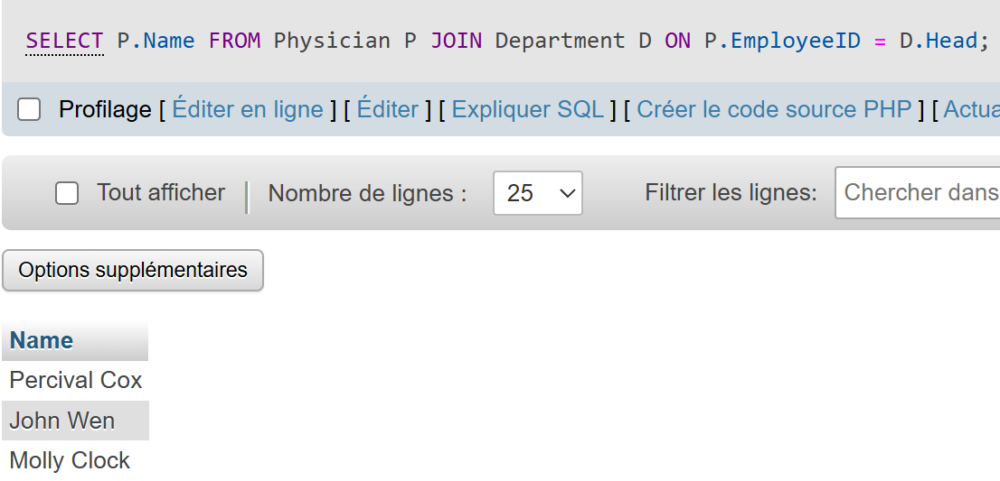 SELECT P.Name FROM Physician P JOIN Department D ON P.EmployeeID = D.Head;
Profilage [ Éditer en ligne ] [ Éditer ] [ Expliquer SQL ] [ Créer le code source PHP ] [ Actua
Tout afficher Nombre de lignes : 25 Filtrer les lignes: Chercher dans
Options supplémentaires
Name
Percival Cox
John Wen
Molly Clock